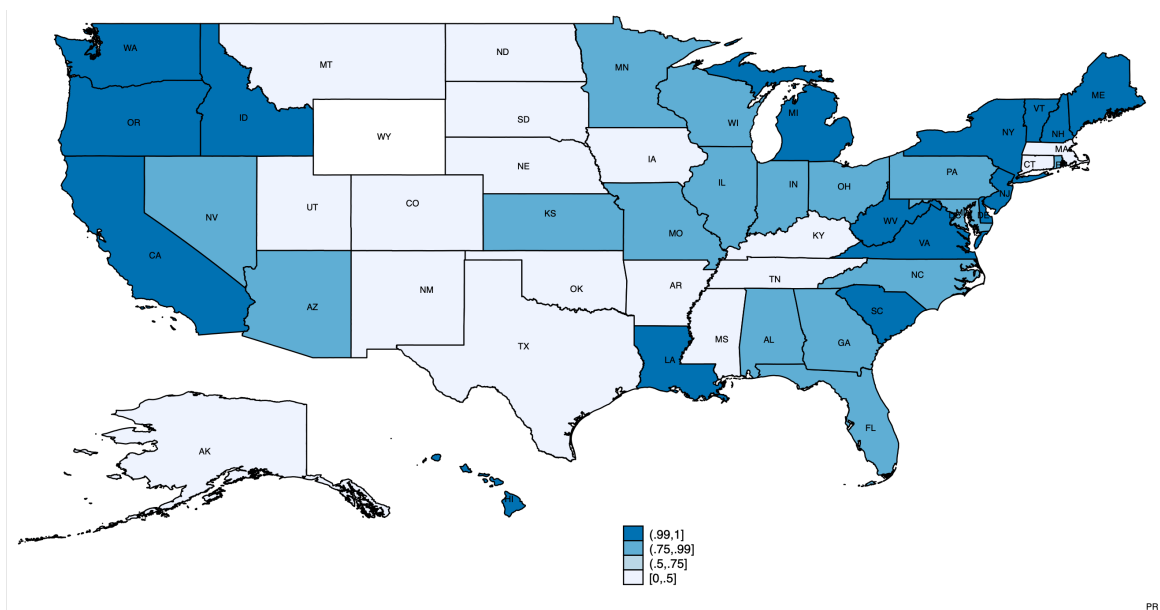 WA
MT
ND
MN
ME
VT
MI
OR
ID
SD
WI
NY
NH
WY
MA
IA
NE
CT
PA
UT
CO
IL
IN
OH
NJ
NV
KS
MO
WV
DE
KY
VA
CA
TN
NC
NM
OK
AR
AZ
SC
TX
MS
AL
GA
LA
FL
AK
HI
(.99,1]
(.75,.99]
(.5,.75]
[0,.5]
PR